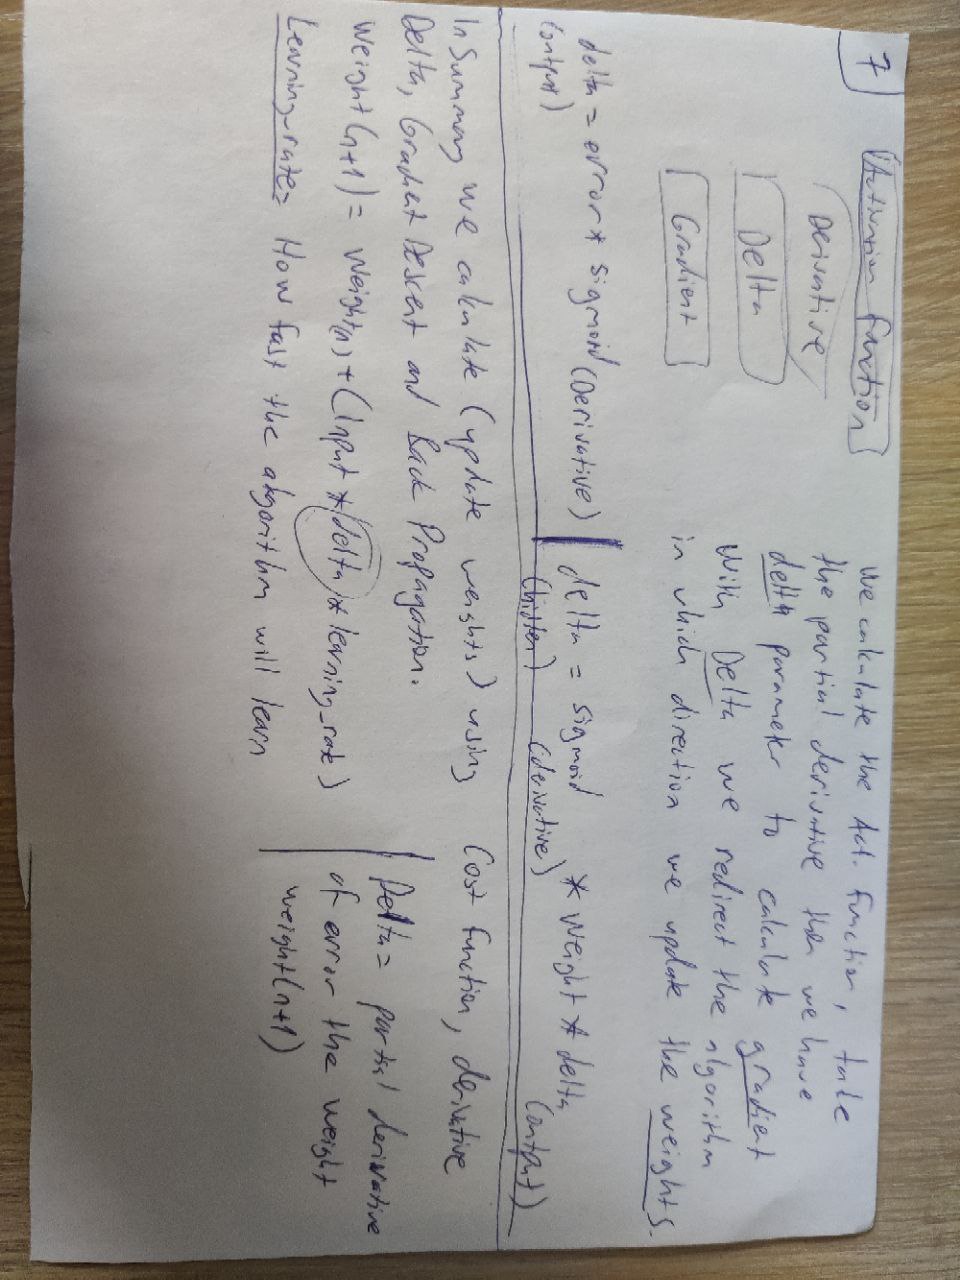 7
Activation function
Derivative
Delta
Gradient
We calculate the Act. Function, take
the partial derivative then we have
delta parameter to calculate gradient
With Delta we redirect the algorithm
in which direction we update the weights.
delta = error * sigmoid (Derivative)
(output)
delta = sigmoid * weight * delta
(hidden) (derivative) (output)
In Summary we calculate (update weights) using Cost function, derivative
Delta, Gradient Descent and Back Propagation.
Weight(n+1) = Weight(n) + (Input * delta * learning_rate)
Learning_rate = How fast the algorithm will learn
Delta = partial derivative
of error the weight
weight(n+1)